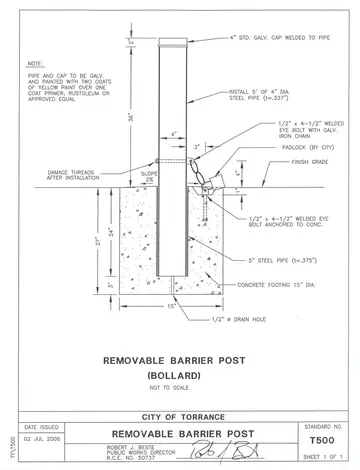 4" STD. GALV. CAP WELDED TO PIPE
2"
NOTE:
PIPE AND CAP TO BE GALV.
AND PAINTED WITH TWO COATS
OF YELLOW PAINT OVER ONE
COAT PRIMER, RUSTOLEUM OR
APPROVED EQUAL
36"
INSTALL 5' OF 4" DIA.
STEEL PIPE (t=.337")
4"
3"
1/2" x 4-1/2" WELDED
EYE BOLT WITH GALV.
IRON CHAIN
PADLOCK (BY CITY)
FINISH GRADE
DAMAGE THREADS
AFTER INSTALLATION
SLOPE
2%
4"
1"
1/2" x 4-1/2" WELDED EYE
BOLT ANCHORED TO CONC.
27"
24"
5" STEEL PIPE (t=.375")
CONCRETE FOOTING 15" DIA.
3"
15"
1/2" ø DRAIN HOLE
REMOVABLE BARRIER POST
(BOLLARD)
NOT TO SCALE
CITY OF TORRANCE
DATE ISSUED
02 JUL 2008
REMOVABLE BARRIER POST
ROBERT J. BESTE
PUBLIC WORKS DIRECTOR
R.C.E. NO. 50737
STANDARD NO.
T500
SHEET 1 OF 1